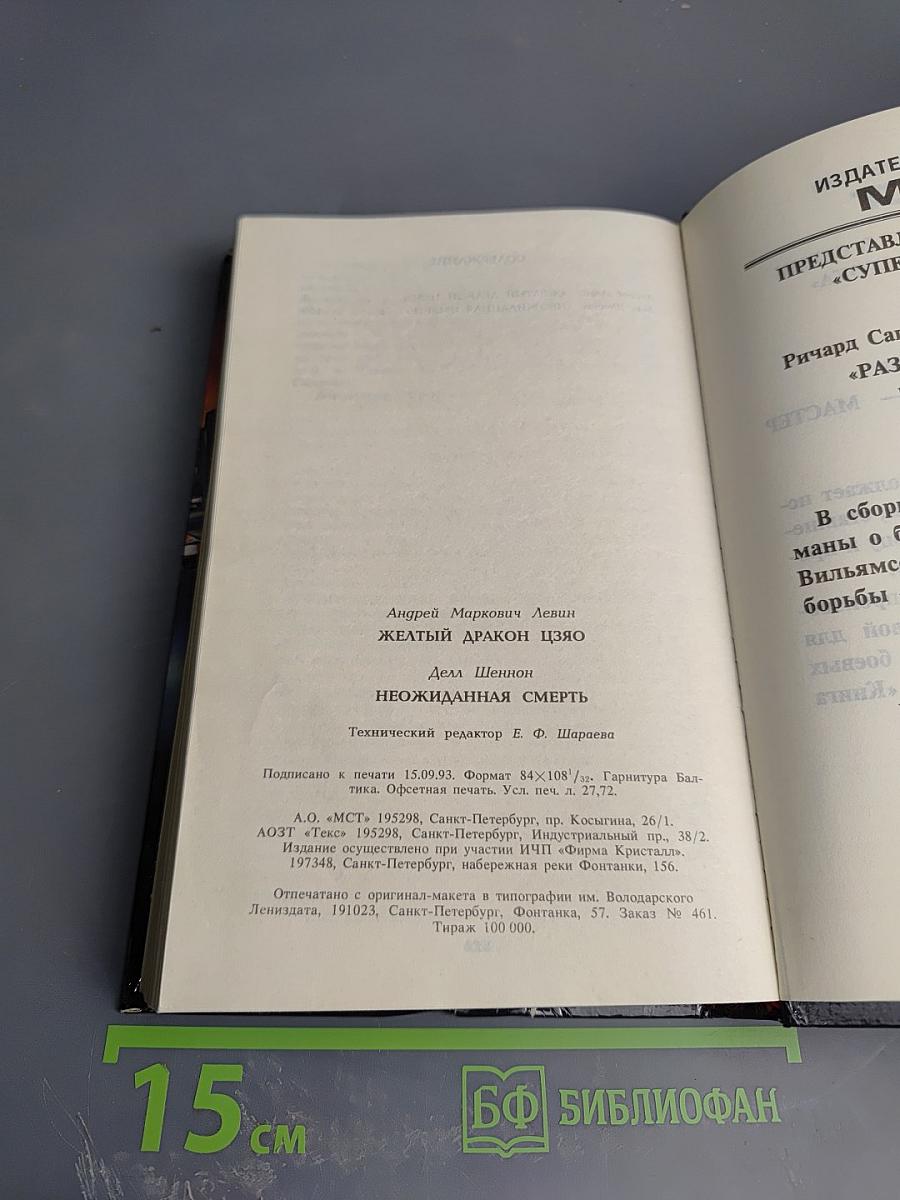 Андрей Маркович Левин
ЖЕЛТЫЙ ДРАКОН ЦЗЯО
Делл Шеннон
НЕОЖИДАННАЯ СМЕРТЬ
Технический редактор Е. Ф. Шараева
Подписано к печати 15.09.93. Формат 84×108¹/₃₂. Гарнитура Бал-
тика. Офсетная печать. Усл. печ. л. 27,72.
А.О. «МСТ» 195298, Санкт-Петербург, пр. Косыгина, 26/1.
АОЗТ «Текс» 195298, Санкт-Петербург, Индустриальный пр., 38/2.
Издание осуществлено при участии ИЧП «Фирма Кристалл».
197348, Санкт-Петербург, набережная реки Фонтанки, 156.
Отпечатано с оригинал-макета в типографии им. Володарского
Лениздата, 191023, Санкт-Петербург, Фонтанка, 57. Заказ № 461.
Тираж 100 000.
ИЗДАТЕ
М
ПРЕДСТАВЛ
«СУПЕ
Ричард Сап
«РАЗ
В сборн
маны о б
Вильямсо
борьбы
15 см
БФ БИБЛИОФАН